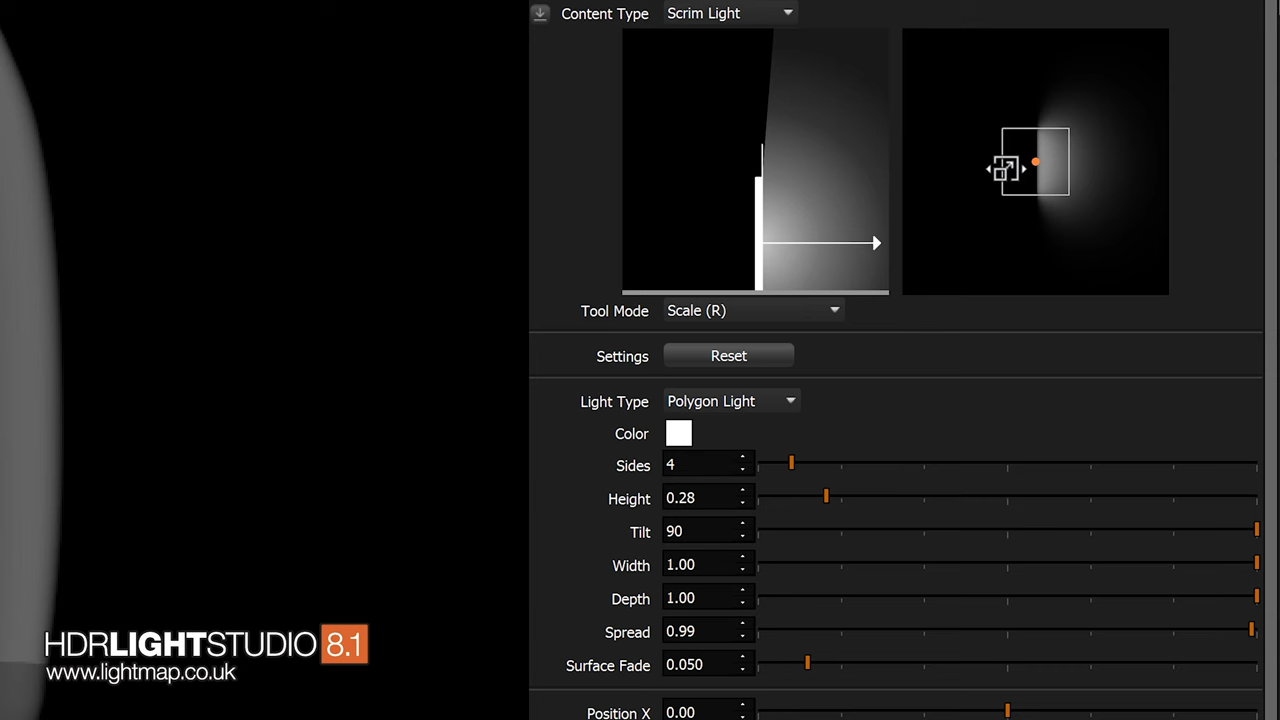 Content Type Scrim Light
Tool Mode Scale (R)
Settings Reset
Light Type Polygon Light
Color
Sides 4
Height 0.28
Tilt 90
Width 1.00
Depth 1.00
Spread 0.99
Surface Fade 0.050
Position X 0.00
HDRLIGHTSTUDIO 8.1
www.lightmap.co.uk